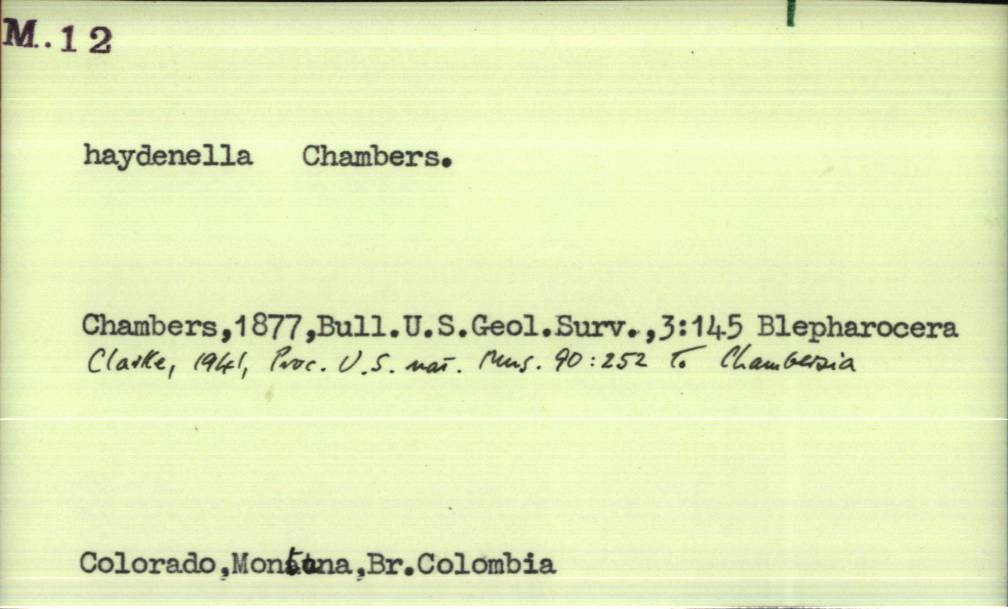 M.12
haydenella Chambers.
Chambers,1877,Bull.U.S.Geol.Surv.,3:145 Blepharocera
Clarke, 1941, Proc. U.S. nat. Mus. 90:252 To Chambersia
Colorado,Montana,Br.Colombia